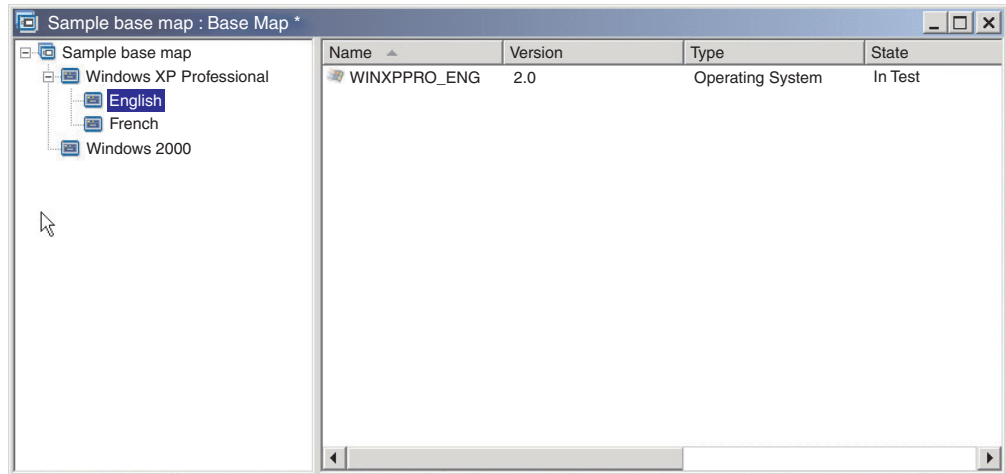 Sample base map : Base Map *
Sample base map
Windows XP Professional
English
French
Windows 2000
Name Version Type State
WINXPPRO_ENG 2.0 Operating System In Test